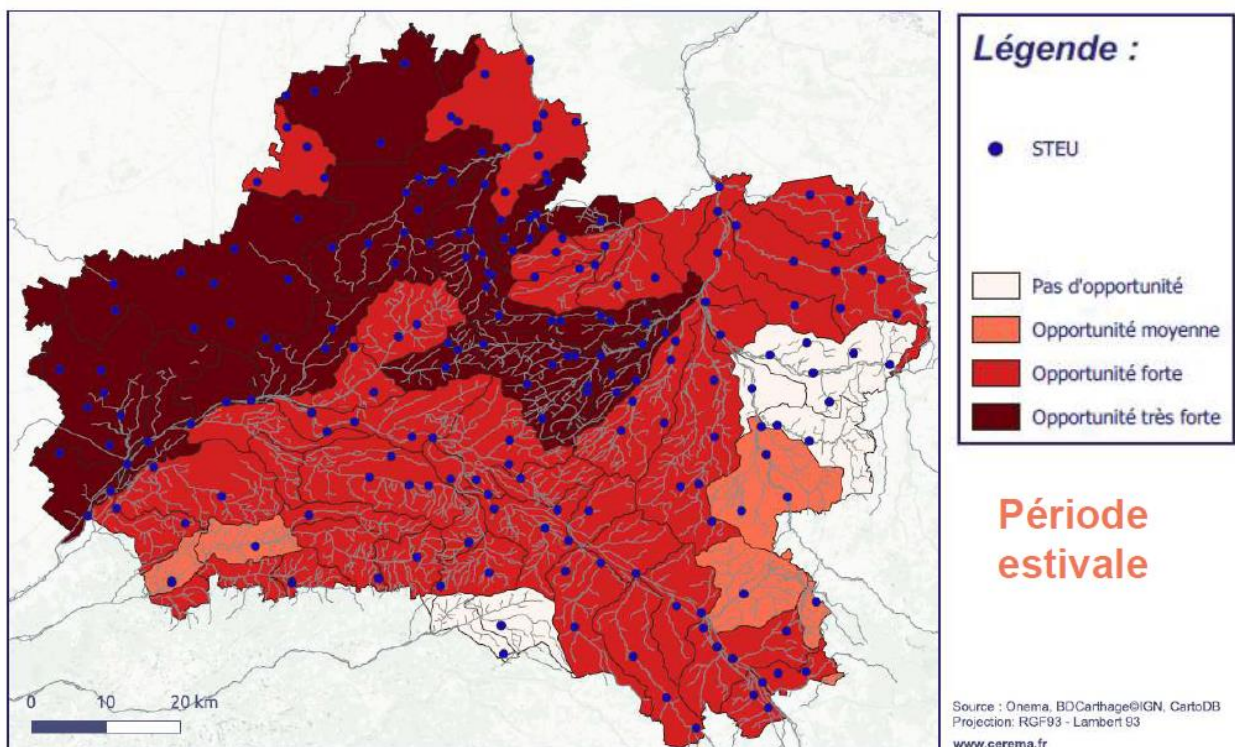 Légende :
STEU
Pas d'opportunité
Opportunité moyenne
Opportunité forte
Opportunité très forte
Période
estivale
0 10 20 km
Source : Onema, BDCarthage©IGN, CartoDB
Projection: RGF93 - Lambert 93
www.cerema.fr